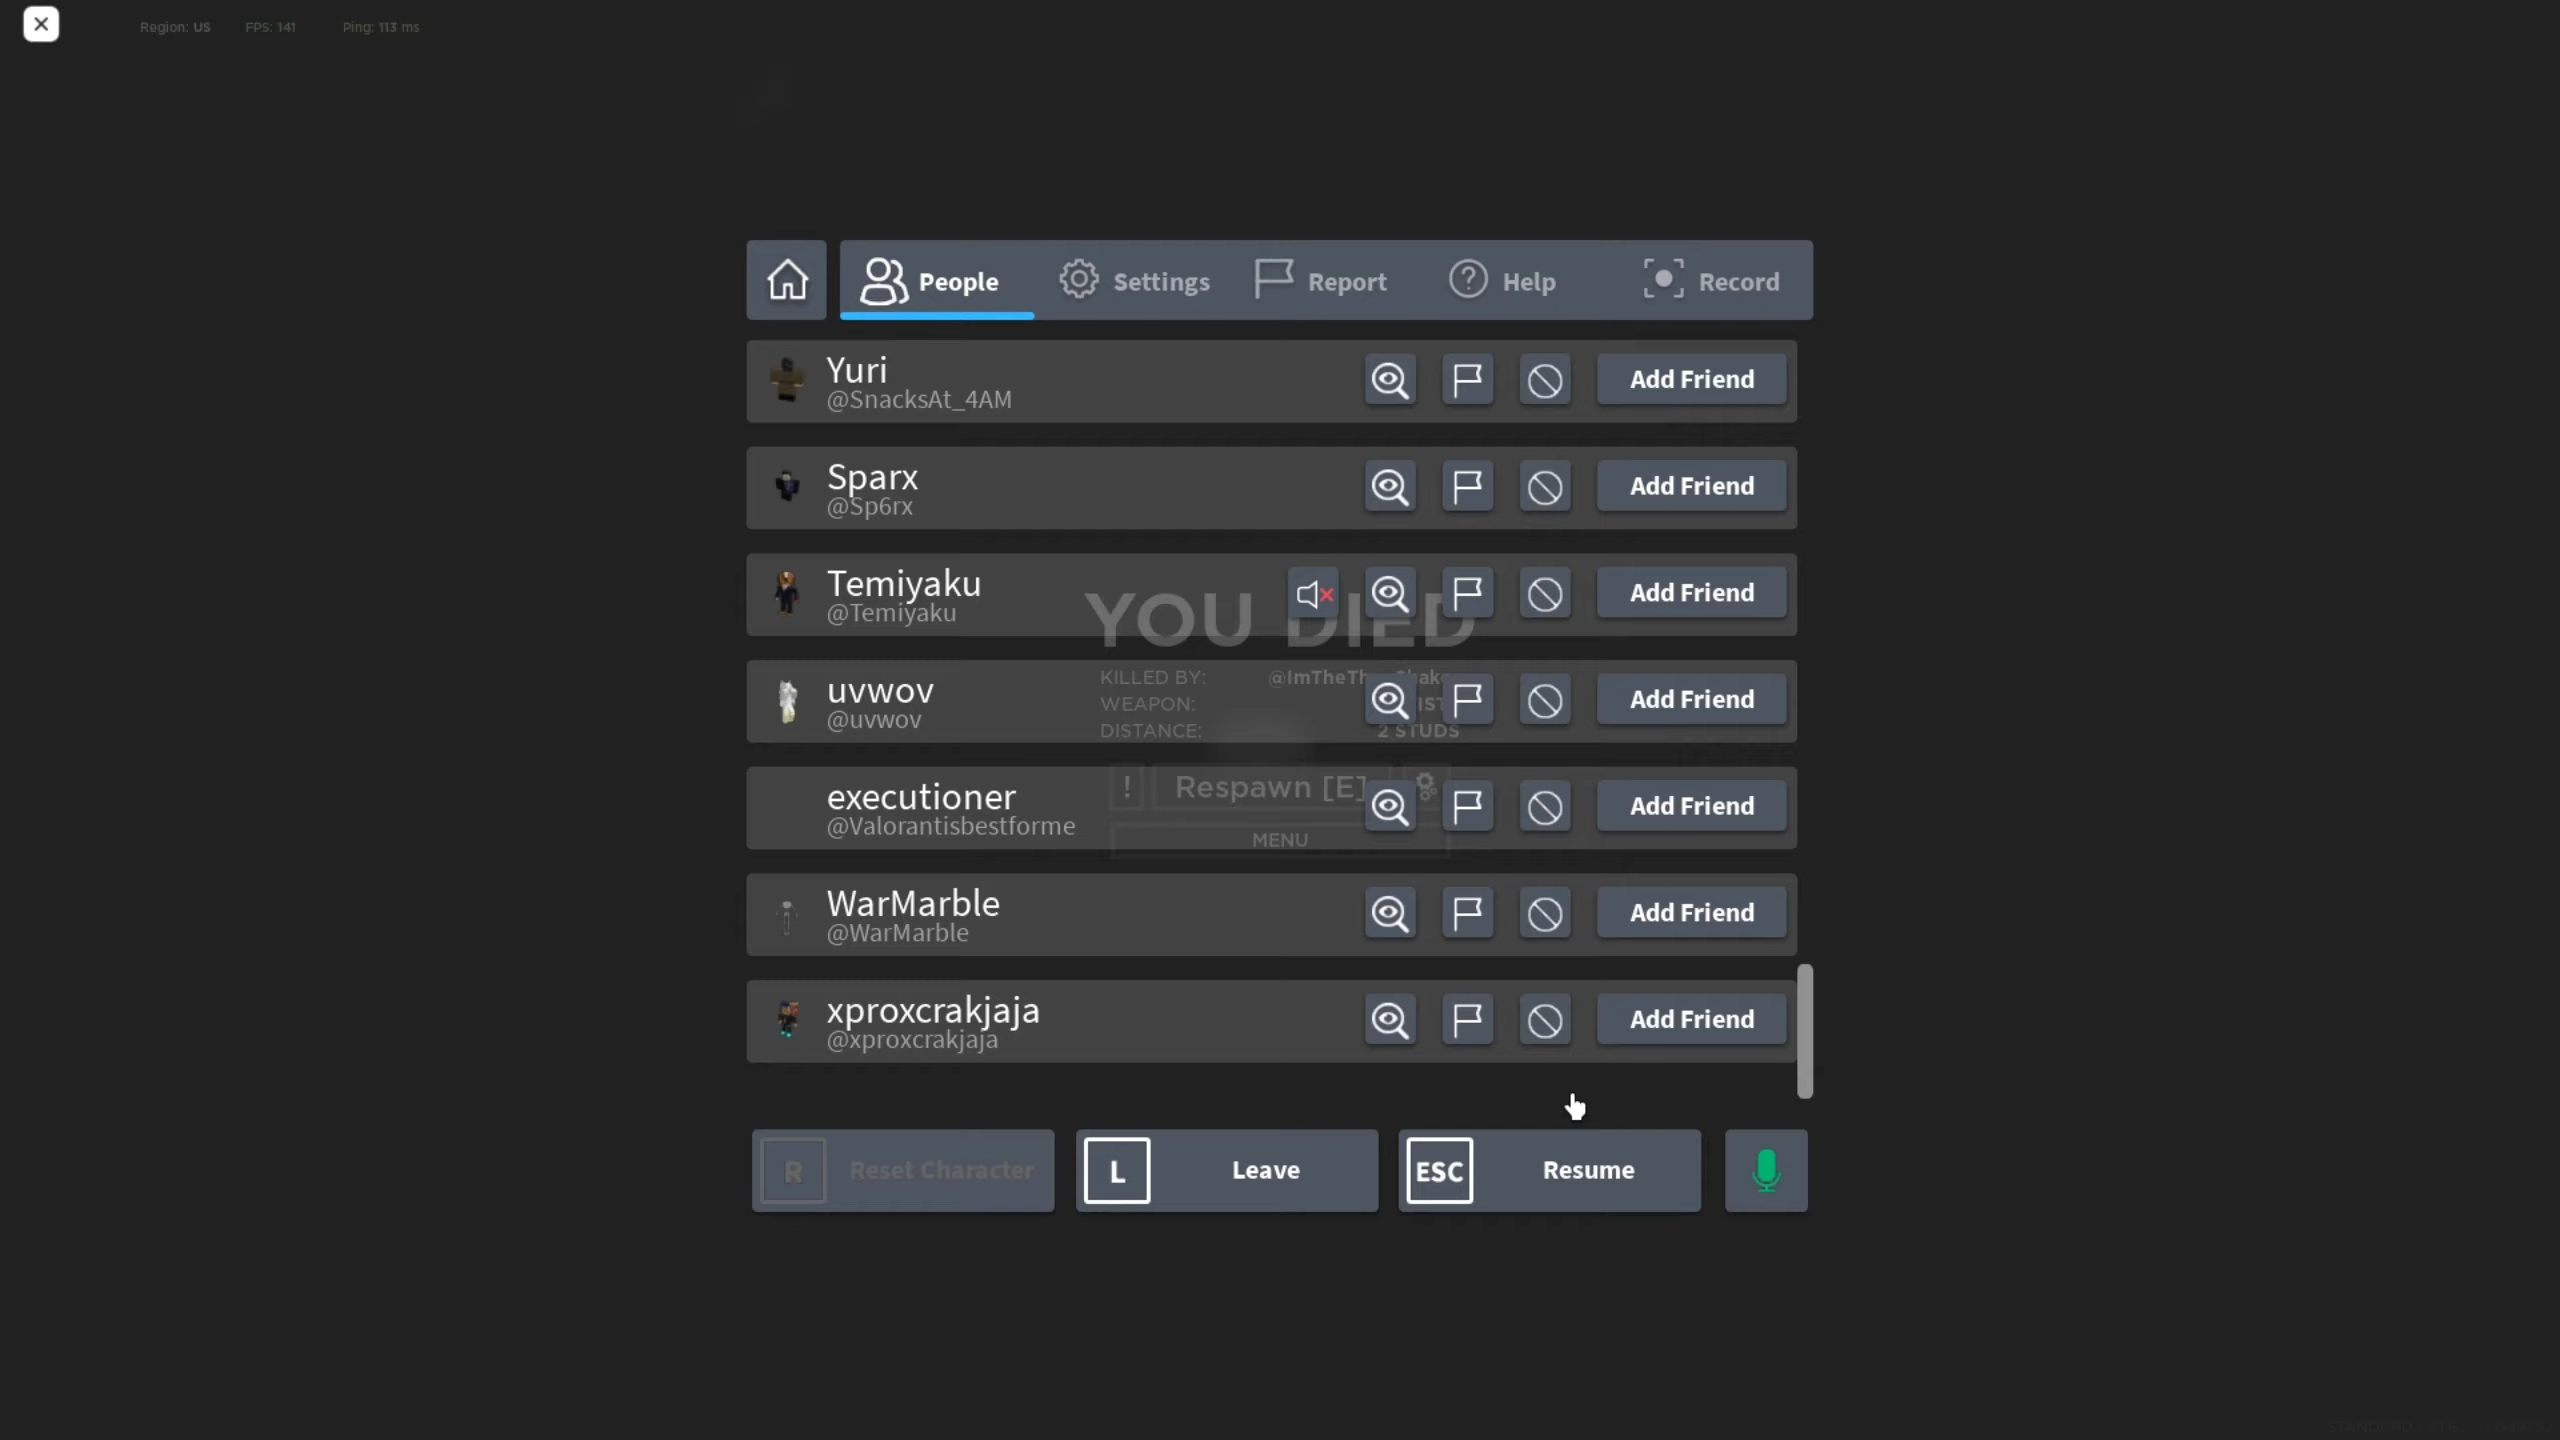 Region: US FPS: 141 Ping: 113 ms
People Settings Report Help Record
Yuri
@SnacksAt_4AM
Add Friend
Sparx
@Sp6rx
Add Friend
Temiyaku
@Temiyaku
Add Friend
YOU DIED
uvwov
@uvwov
Add Friend
KILLED BY:
WEAPON:
DISTANCE: 2 STUDS
executioner
@Valorantisbestforme
Add Friend
! Respawn [E]
MENU
WarMarble
@WarMarble
Add Friend
xproxcrakjaja
@xproxcrakjaja
Add Friend
R Reset Character L Leave ESC Resume